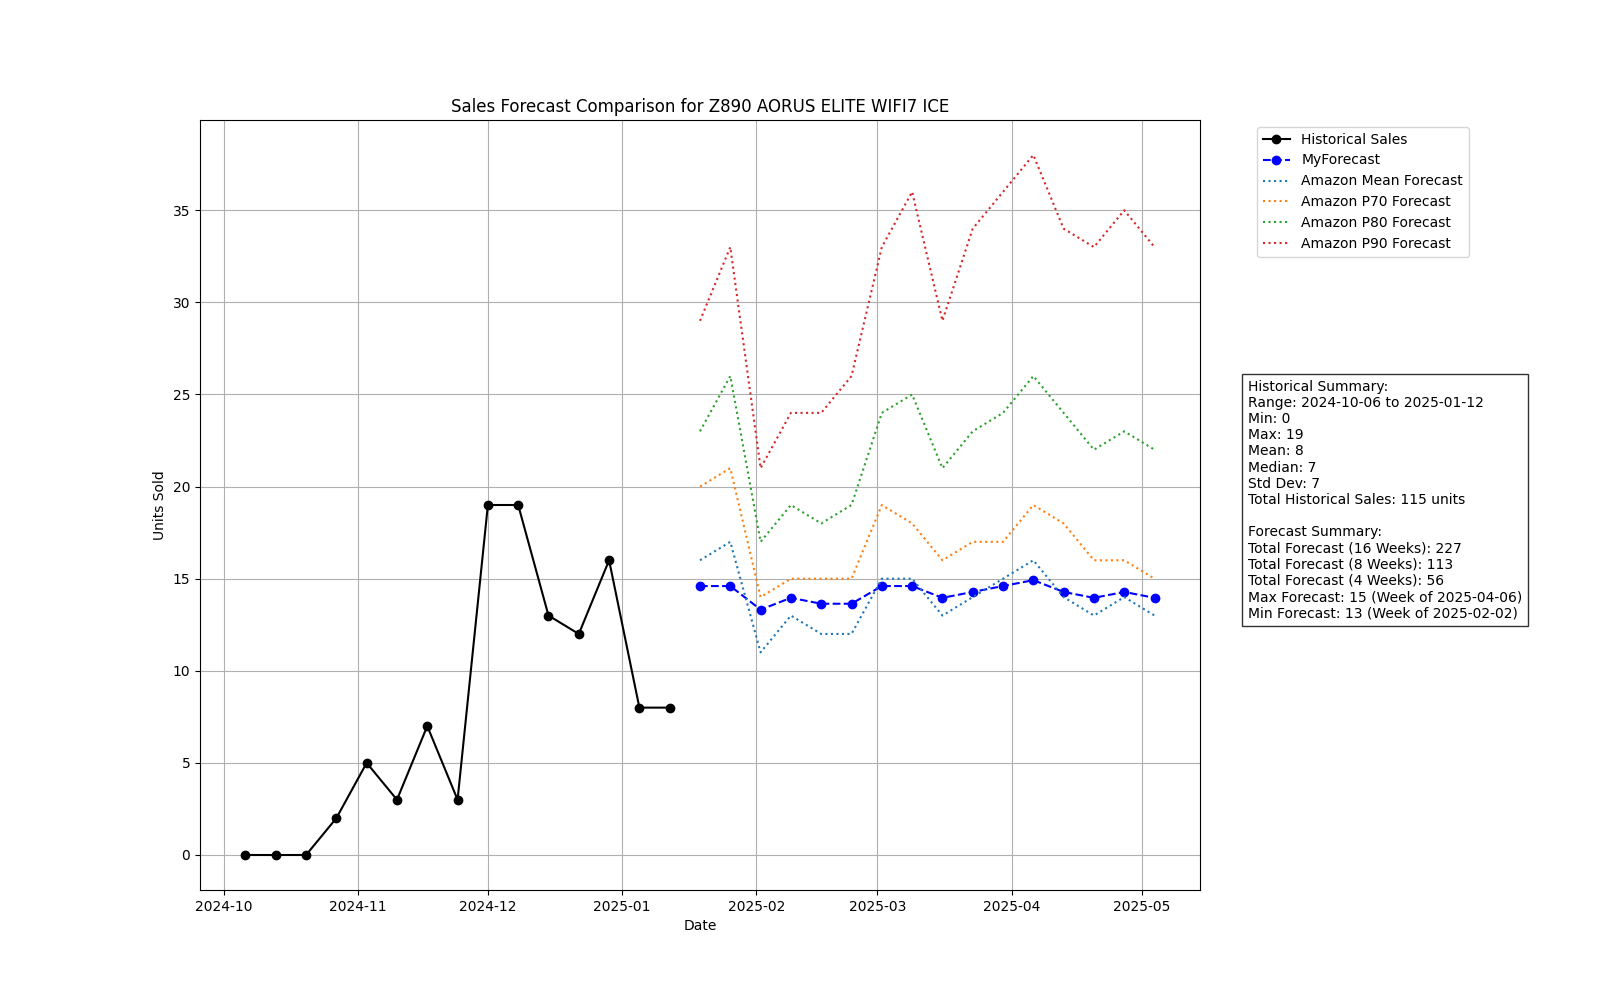 Sales Forecast Comparison for Z890 AORUS ELITE WIFI7 ICE
Historical Sales
MyForecast
Amazon Mean Forecast
Amazon P70 Forecast
Amazon P80 Forecast
Amazon P90 Forecast
35
30
25
20
15
10
5
0
Units Sold
2024-10
2024-11
2024-12
2025-01
2025-02
2025-03
2025-04
2025-05
Date
Historical Summary:
Range: 2024-10-06 to 2025-01-12
Min: 0
Max: 19
Mean: 8
Median: 7
Std Dev: 7
Total Historical Sales: 115 units
Forecast Summary:
Total Forecast (16 Weeks): 227
Total Forecast (8 Weeks): 113
Total Forecast (4 Weeks): 56
Max Forecast: 15 (Week of 2025-04-06)
Min Forecast: 13 (Week of 2025-02-02)